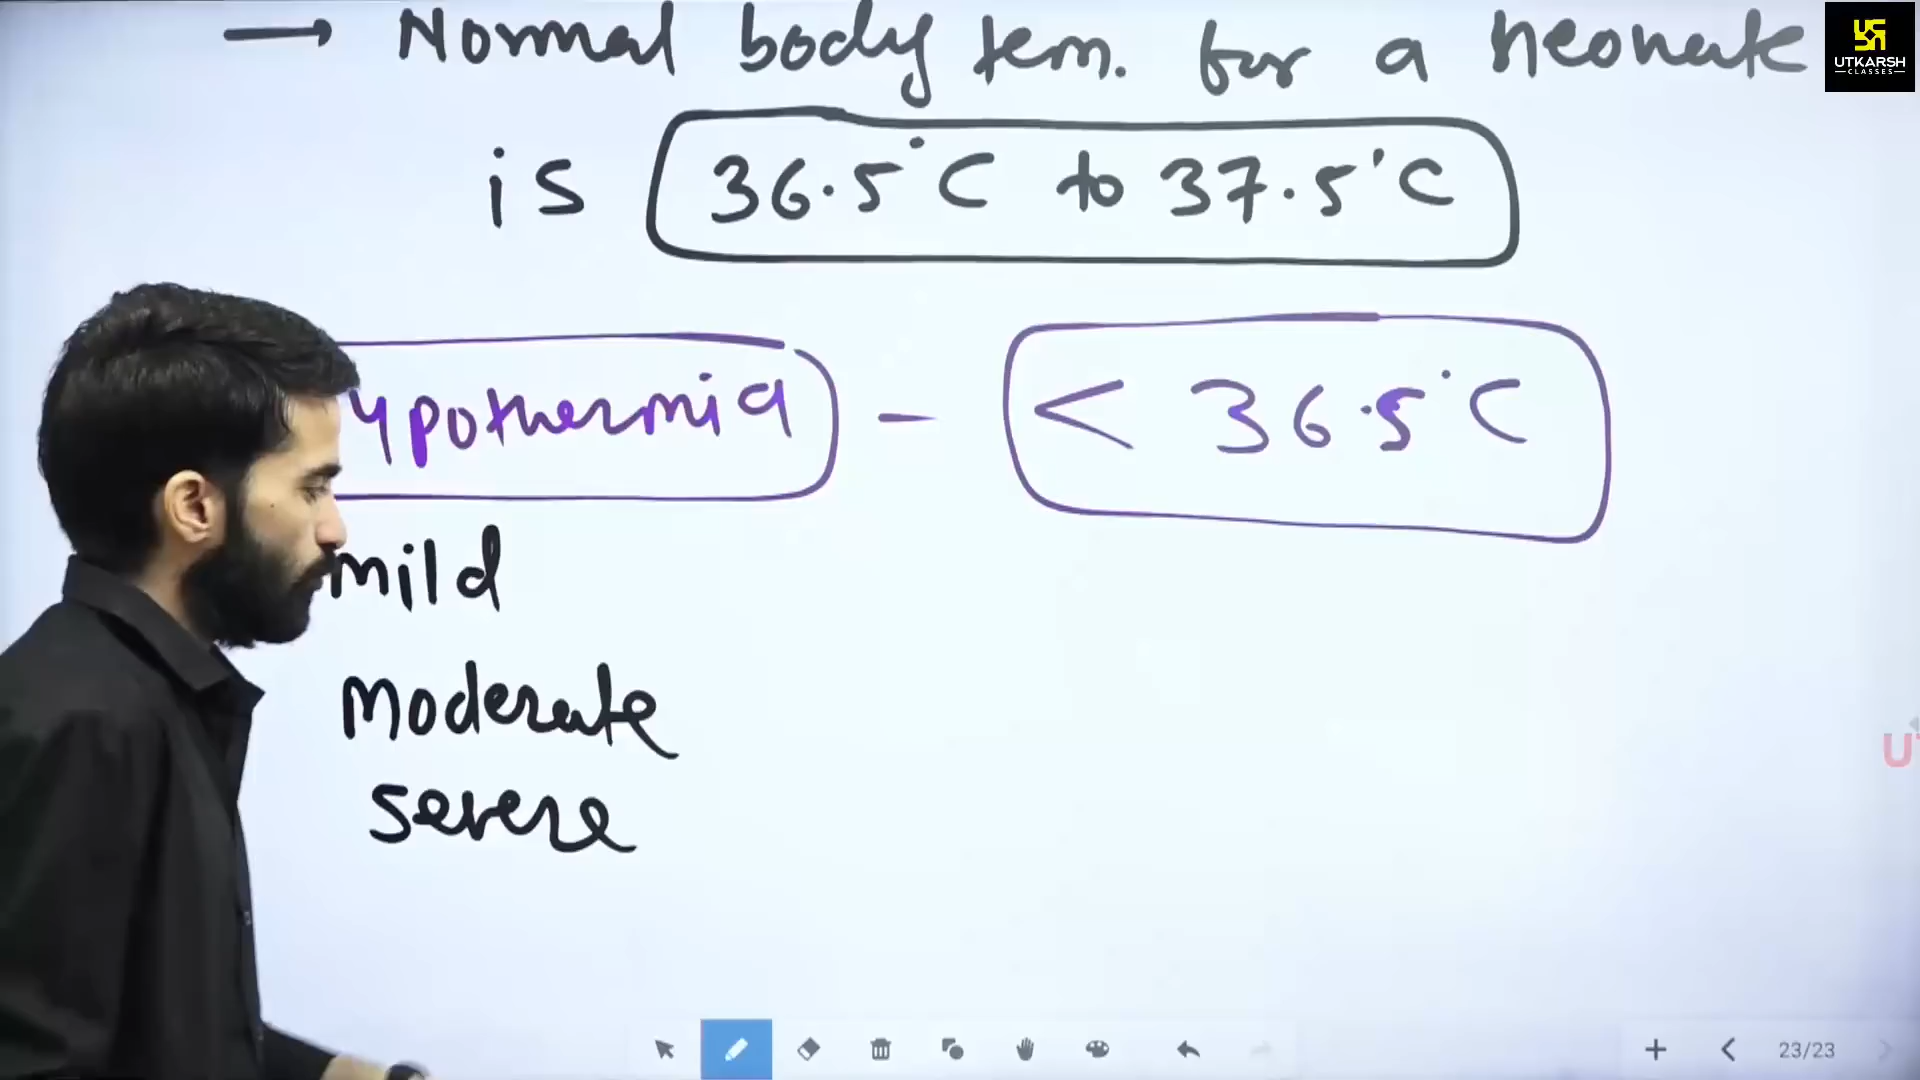 → Normal body tem. for a neonate
UTKARSH
CLASSES
is 36.5°C to 37.5°C
ypothermia - < 36.5°C
mild
Moderate
severe
U
23/23